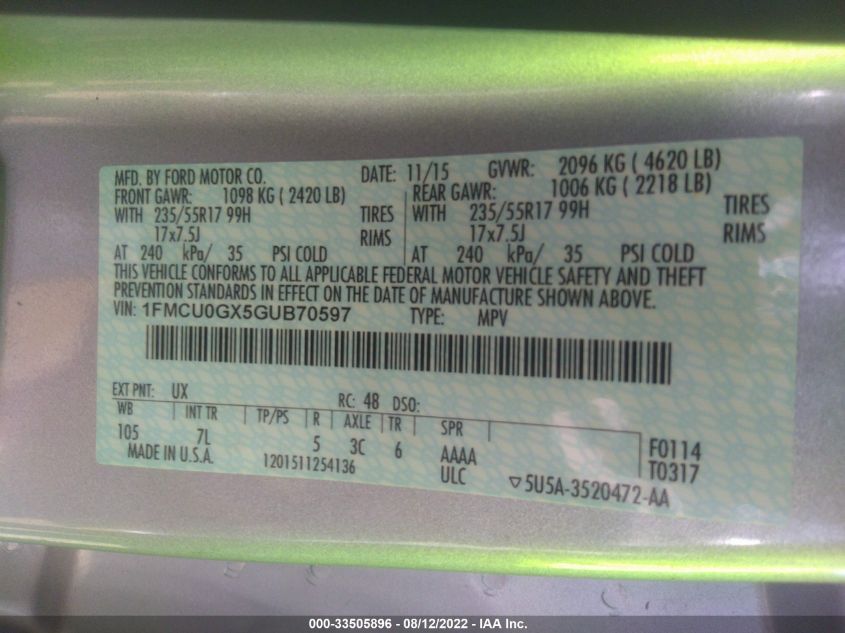 MFD. BY FORD MOTOR CO. DATE: 11/15 GVWR: 2096 KG ( 4620 LB)
FRONT GAWR: 1098 KG ( 2420 LB) REAR GAWR: 1006 KG ( 2218 LB)
WITH 235/55R17 99H TIRES WITH 235/55R17 99H TIRES
17x7.5J RIMS 17x7.5J RIMS
AT 240 kPa/ 35 PSI COLD AT 240 kPa/ 35 PSI COLD
THIS VEHICLE CONFORMS TO ALL APPLICABLE FEDERAL MOTOR VEHICLE SAFETY AND THEFT
PREVENTION STANDARDS IN EFFECT ON THE DATE OF MANUFACTURE SHOWN ABOVE.
VIN: 1FMCU0GX5GUB70597 TYPE: MPV
EXT PNT: UX RC: 48 DSO:
WB INT TR TP/PS R AXLE TR SPR
105 7L 5 3C 6 AAAA F0114
MADE IN U.S.A. 1201511254136 ULC T0317
▽5U5A-3520472-AA
000-33505896 - 08/12/2022 - IAA Inc.